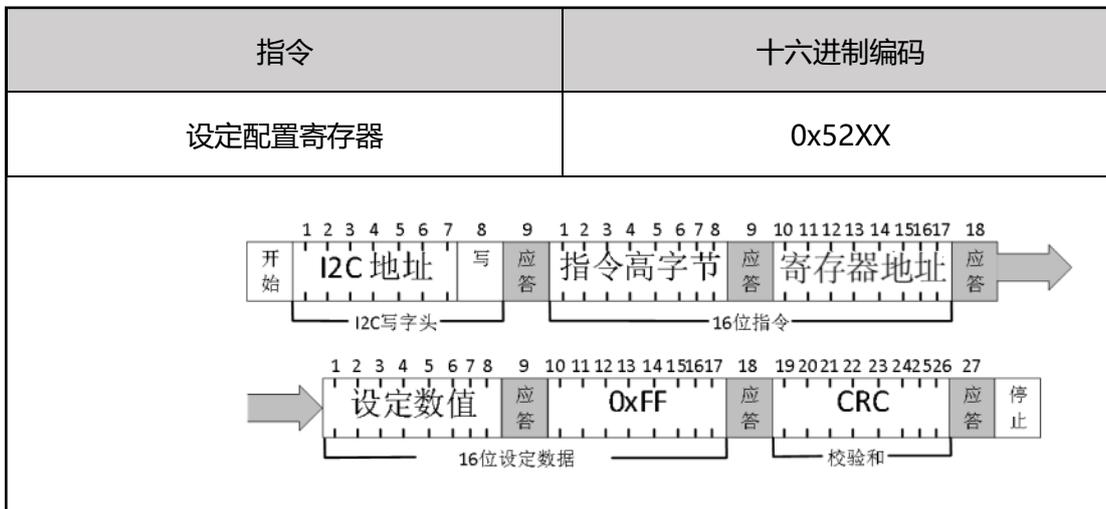 指令 十六进制编码
设定配置寄存器 0x52XX
1 2 3 4 5 6 7 8 9 1 2 3 4 5 6 7 8 9 10 11 12 13 14 15 16 17 18
开始 I2C 地址 写 应答 指令高字节 应答 寄存器地址 应答
I2C写字头 16位指令
1 2 3 4 5 6 7 8 9 10 11 12 13 14 15 16 17 18 19 20 21 22 23 24 25 26 27
设定数值 应答 0xFF 应答 CRC 应答 停止
16位设定数据 校验和